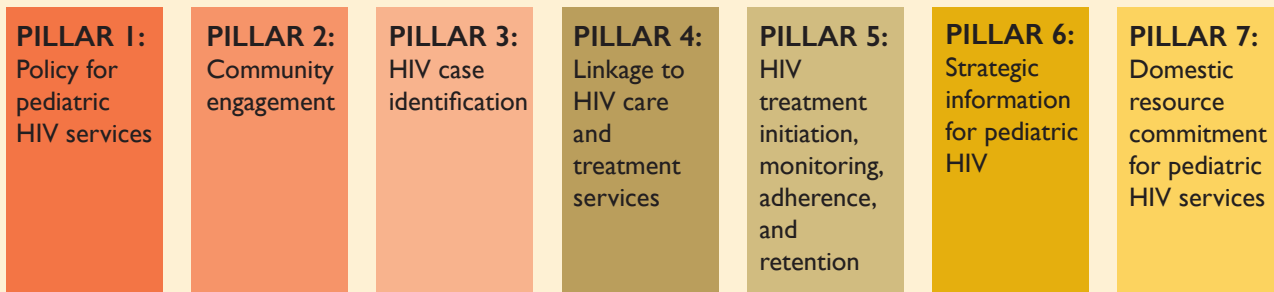 PILLAR 1:
Policy for
pediatric
HIV services
PILLAR 2:
Community
engagement
PILLAR 3:
HIV case
identification
PILLAR 4:
Linkage to
HIV care
and
treatment
services
PILLAR 5:
HIV
treatment
initiation,
monitoring,
adherence,
and
retention
PILLAR 6:
Strategic
information
for pediatric
HIV
PILLAR 7:
Domestic
resource
commitment
for pediatric
HIV services